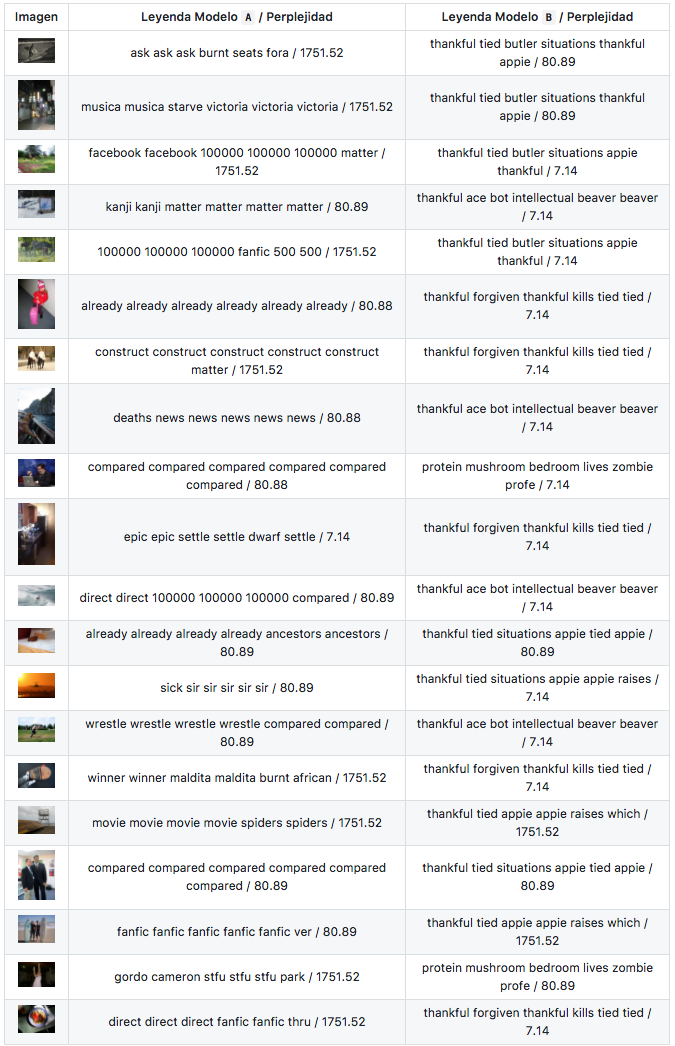 Imagen Leyenda Modelo A / Perplejidad Leyenda Modelo B / Perplejidad
ask ask ask burnt seats fora / 1751.52
thankful tied butler situations thankful
appie / 80.89
musica musica starve victoria victoria victoria / 1751.52
thankful tied butler situations thankful
appie / 80.89
facebook facebook 100000 100000 100000 matter /
1751.52
thankful tied butler situations appie
thankful / 7.14
kanji kanji matter matter matter matter / 80.89
thankful ace bot intellectual beaver beaver
/ 7.14
100000 100000 100000 fanfic 500 500 / 1751.52
thankful tied butler situations appie
thankful / 7.14
already already already already already already / 80.88
thankful forgiven thankful kills tied tied /
7.14
construct construct construct construct construct
matter / 1751.52
thankful forgiven thankful kills tied tied /
7.14
deaths news news news news news / 80.88
thankful ace bot intellectual beaver beaver
/ 7.14
compared compared compared compared compared
compared / 80.88
protein mushroom bedroom lives zombie
profe / 7.14
epic epic settle settle dwarf settle / 7.14
thankful forgiven thankful kills tied tied /
7.14
direct direct 100000 100000 100000 compared / 80.89
thankful ace bot intellectual beaver beaver
/ 7.14
already already already already ancestors ancestors /
80.89
thankful tied situations appie tied appie /
80.89
sick sir sir sir sir sir / 80.89
thankful tied situations appie appie raises /
7.14
wrestle wrestle wrestle wrestle compared compared /
80.89
thankful ace bot intellectual beaver beaver
/ 7.14
winner winner maldita maldita burnt african / 1751.52
thankful forgiven thankful kills tied tied /
7.14
movie movie movie movie spiders spiders / 1751.52
thankful tied appie appie raises which /
1751.52
compared compared compared compared compared
compared / 80.89
thankful tied situations appie tied appie /
80.89
fanfic fanfic fanfic fanfic fanfic ver / 80.89
thankful tied appie appie raises which /
1751.52
gordo cameron stfu stfu stfu park / 1751.52
protein mushroom bedroom lives zombie
profe / 80.89
direct direct direct fanfic fanfic thru / 1751.52
thankful forgiven thankful kills tied tied /
7.14